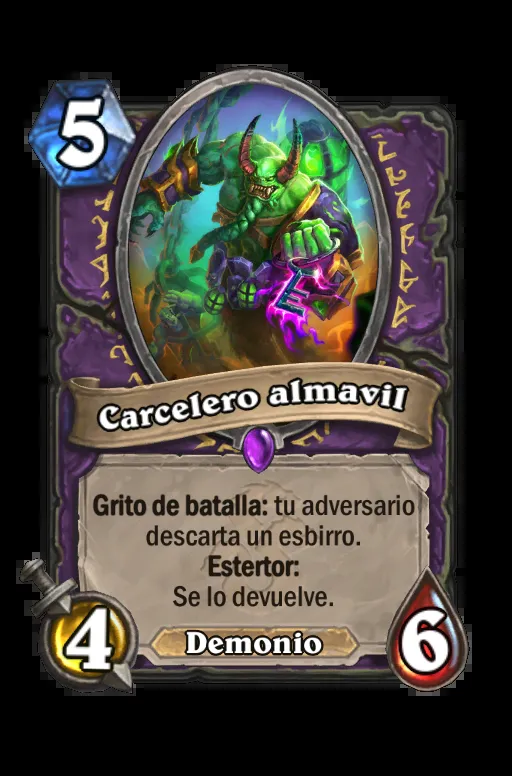 5
Carcelero almavil
Grito de batalla: tu adversario
descarta un esbirro.
Estertor:
Se lo devuelve.
4
Demonio
6